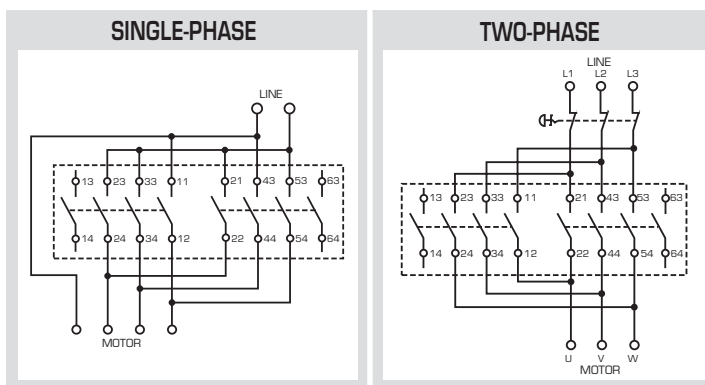 SINGLE-PHASE
LINE
13 23 33 11 21 43 53 63
14 24 34 12 22 44 54 64
MOTOR
TWO-PHASE
LINE
L1 L2 L3
13 23 33 11 21 43 53 63
14 24 34 12 22 44 54 64
U V W
MOTOR